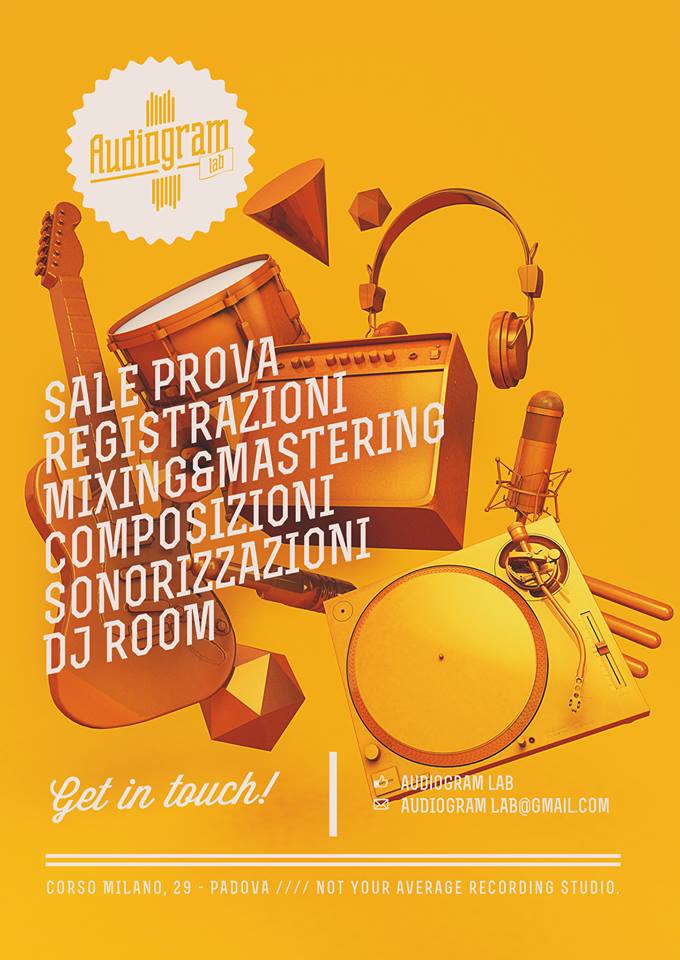 Audiogram
lab
SALE PROVA
REGISTRAZIONI
MIXING&MASTERING
COMPOSIZIONI
SONORIZZAZIONI
DJ ROOM
Get in touch!
AUDIOGRAM LAB
AUDIOGRAM LAB@GMAIL.COM
CORSO MILANO, 29 - PADOVA //// NOT YOUR AVERAGE RECORDING STUDIO.